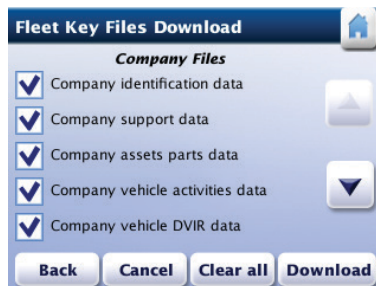 Fleet Key Files Download
Company Files
Company identification data
Company support data
Company assets parts data
Company vehicle activities data
Company vehicle DVIR data
Back Cancel Clear all Download